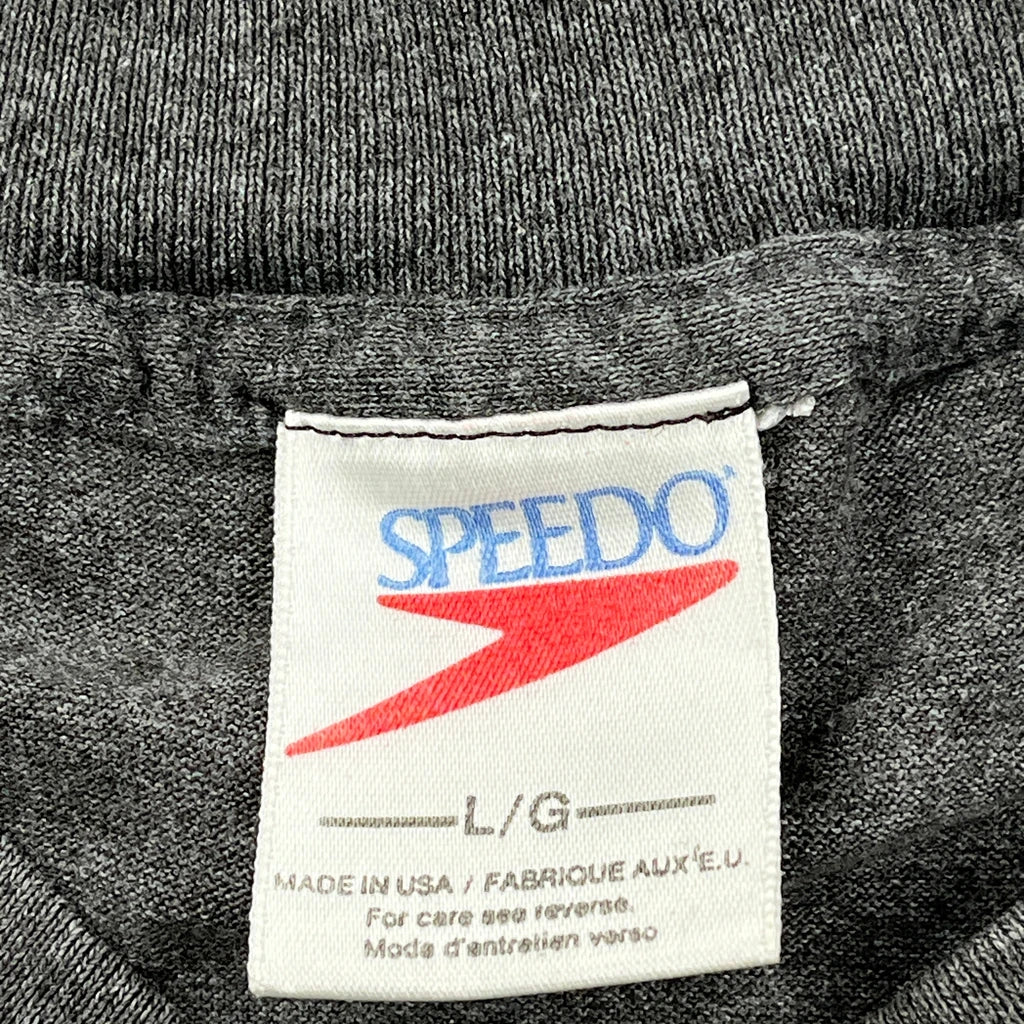 SPEEDO
L/G
MADE IN USA / FABRIQUE AUX E.U.
For care see reverse.
Mode d'entretien verso